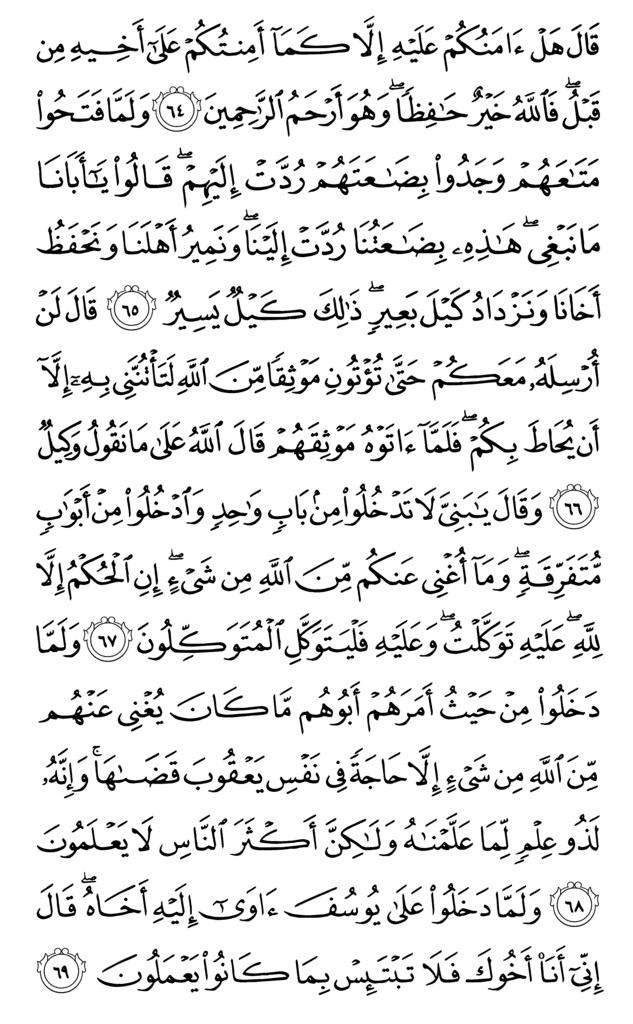 قَالَ هَلْ ءَامَنُكُمْ عَلَيْهِ إِلَّا كَمَآ أَمِنتُكُمْ عَلَىٰٓ أَخِيهِ مِن
قَبْلُ ۖ فَٱللَّهُ خَيْرٌ حَـٰفِظًا ۖ وَهُوَ أَرْحَمُ ٱلرَّٰحِمِينَ ٦٤ وَلَمَّا فَتَحُوا۟
مَتَـٰعَهُمْ وَجَدُوا۟ بِضَـٰعَتَهُمْ رُدَّتْ إِلَيْهِمْ ۖ قَالُوا۟ يَـٰٓأَبَانَا
مَا نَبْغِى ۖ هَـٰذِهِۦ بِضَـٰعَتُنَا رُدَّتْ إِلَيْنَا ۖ وَنَمِيرُ أَهْلَنَا وَنَحْفَظُ
أَخَانَا وَنَزْدَادُ كَيْلَ بَعِيرٍ ۖ ذَٰلِكَ كَيْلٌ يَسِيرٌ ٦٥ قَالَ لَنْ
أُرْسِلَهُۥ مَعَكُمْ حَتَّىٰ تُؤْتُونِ مَوْثِقًا مِّنَ ٱللَّهِ لَتَأْتُنَّنِى بِهِۦٓ إِلَّآ
أَن يُحَاطَ بِكُمْ ۖ فَلَمَّآ ءَاتَوْهُ مَوْثِقَهُمْ قَالَ ٱللَّهُ عَلَىٰ مَا نَقُولُ وَكِيلٌ
٦٦ وَقَالَ يَـٰبَنِىَّ لَا تَدْخُلُوا۟ مِنۢ بَابٍ وَٰحِدٍ وَٱدْخُلُوا۟ مِنْ أَبْوَٰبٍ
مُّتَفَرِّقَةٍ ۖ وَمَآ أُغْنِى عَنكُم مِّنَ ٱللَّهِ مِن شَىْءٍ ۖ إِنِ ٱلْحُكْمُ إِلَّا
لِلَّهِ ۖ عَلَيْهِ تَوَكَّلْتُ ۖ وَعَلَيْهِ فَلْيَتَوَكَّلِ ٱلْمُتَوَكِّلُونَ ٦٧ وَلَمَّا
دَخَلُوا۟ مِنْ حَيْثُ أَمَرَهُمْ أَبُوهُم مَّا كَانَ يُغْنِى عَنْهُم
مِّنَ ٱللَّهِ مِن شَىْءٍ إِلَّا حَاجَةً فِى نَفْسِ يَعْقُوبَ قَضَىٰهَا ۚ وَإِنَّهُۥ
لَذُو عِلْمٍ لِّمَا عَلَّمْنَـٰهُ وَلَـٰكِنَّ أَكْثَرَ ٱلنَّاسِ لَا يَعْلَمُونَ
٦٨ وَلَمَّا دَخَلُوا۟ عَلَىٰ يُوسُفَ ءَاوَىٰٓ إِلَيْهِ أَخَاهُ ۖ قَالَ
إِنِّىٓ أَنَا۠ أَخُوكَ فَلَا تَبْتَئِسْ بِمَا كَانُوا۟ يَعْمَلُونَ ٦٩